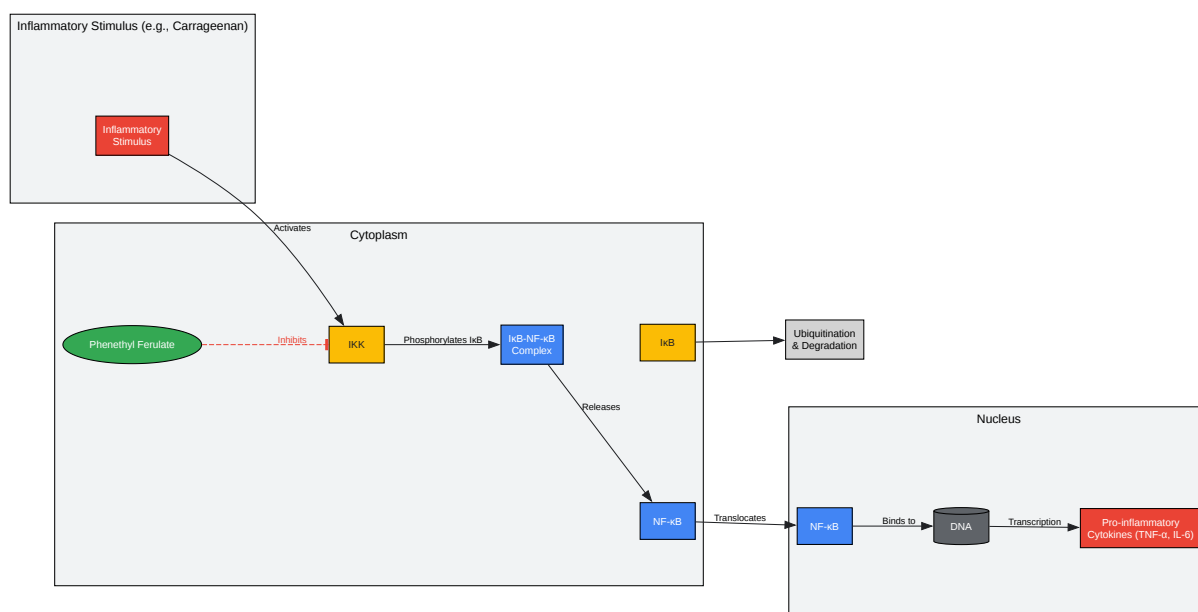 Inflammatory Stimulus (e.g., Carrageenan)
Inflammatory
Stimulus
Activates
Cytoplasm
Phenethyl Ferulate
Inhibits
IKK
Phosphorylates IκB
IκB-NF-κB
Complex
IκB
Ubiquitination
& Degradation
Releases
Nucleus
NF-κB
Translocates
NF-κB
Binds to
DNA
Transcription
Pro-inflammatory
Cytokines (TNF-α, IL-6)